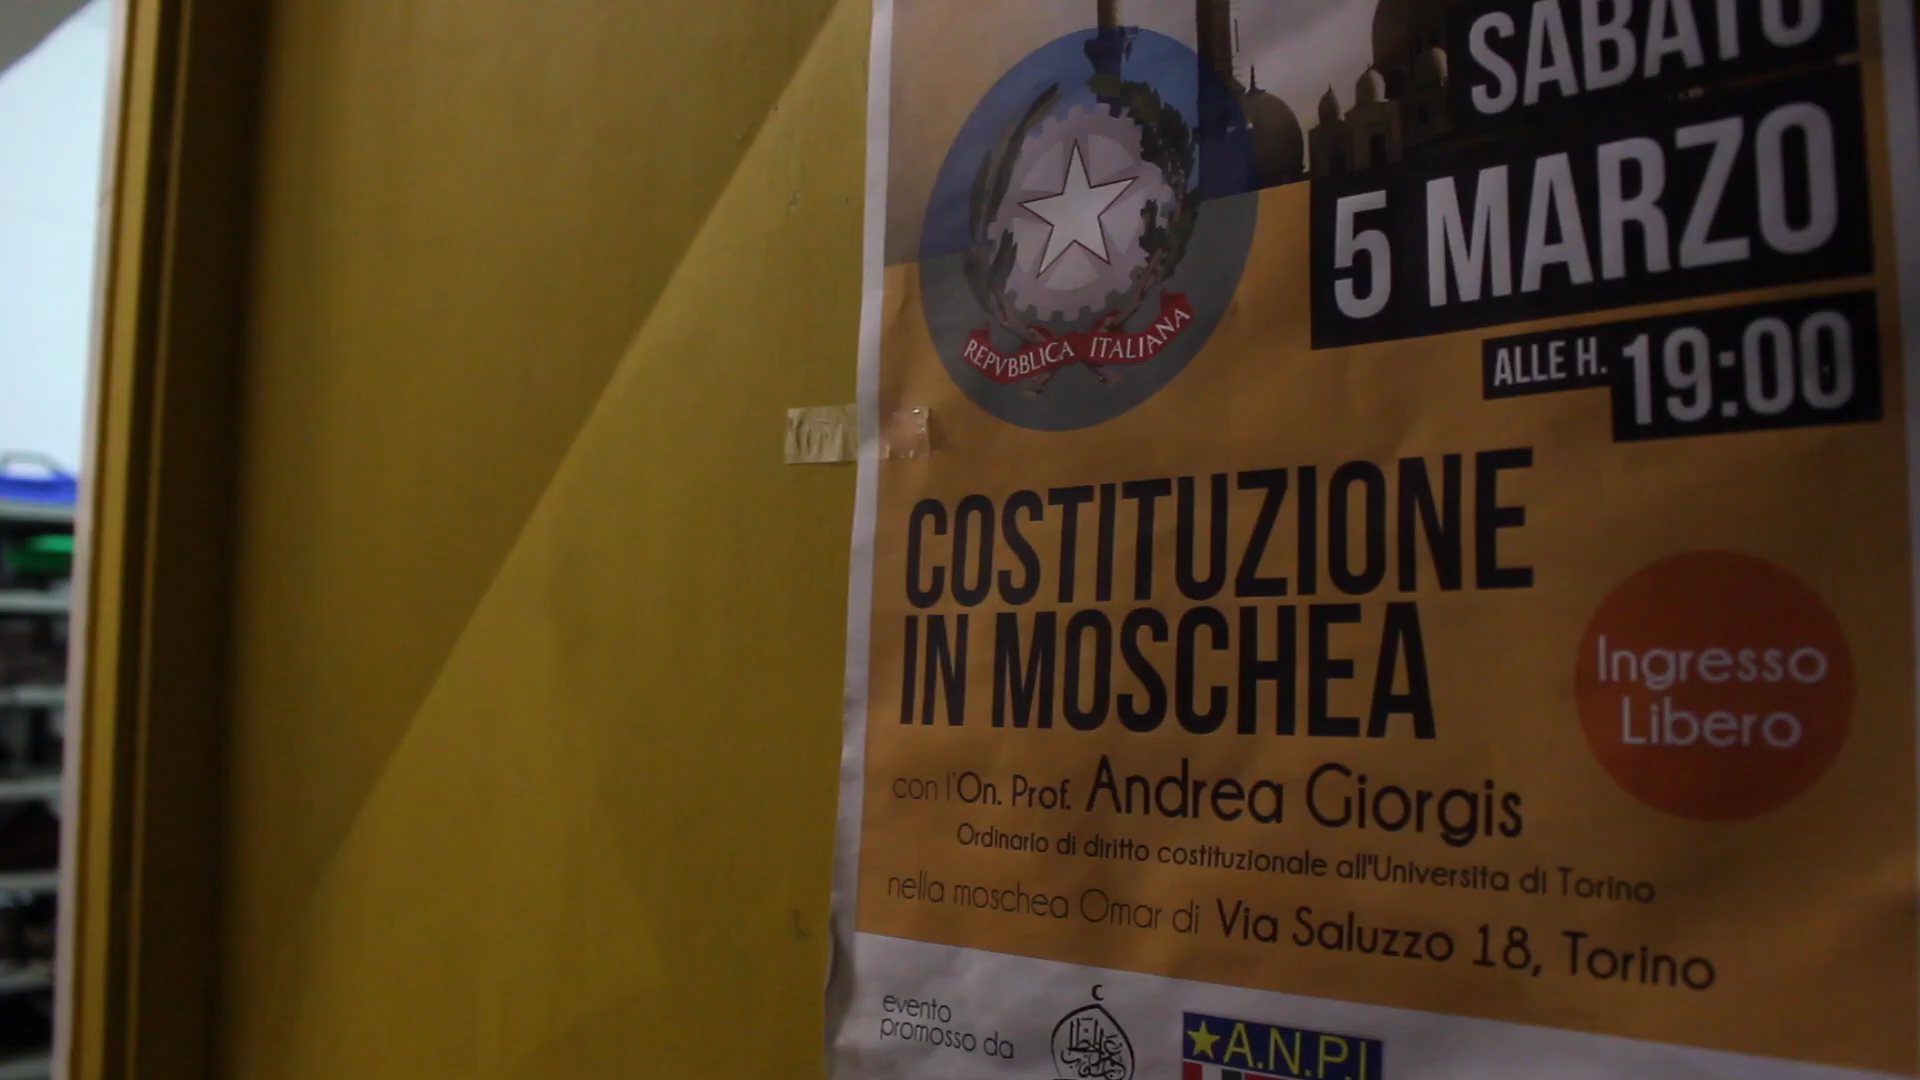 SABATO
5 MARZO
ALLE H. 19:00
REPVBBLICA ITALIANA
COSTITUZIONE
IN MOSCHEA
Ingresso
Libero
con l'On. Prof. Andrea Giorgis
Ordinario di diritto costituzionale all'Universita di Torino
nella moschea Omar di Via Saluzzo 18, Torino
evento
promosso da
A.N.P.I